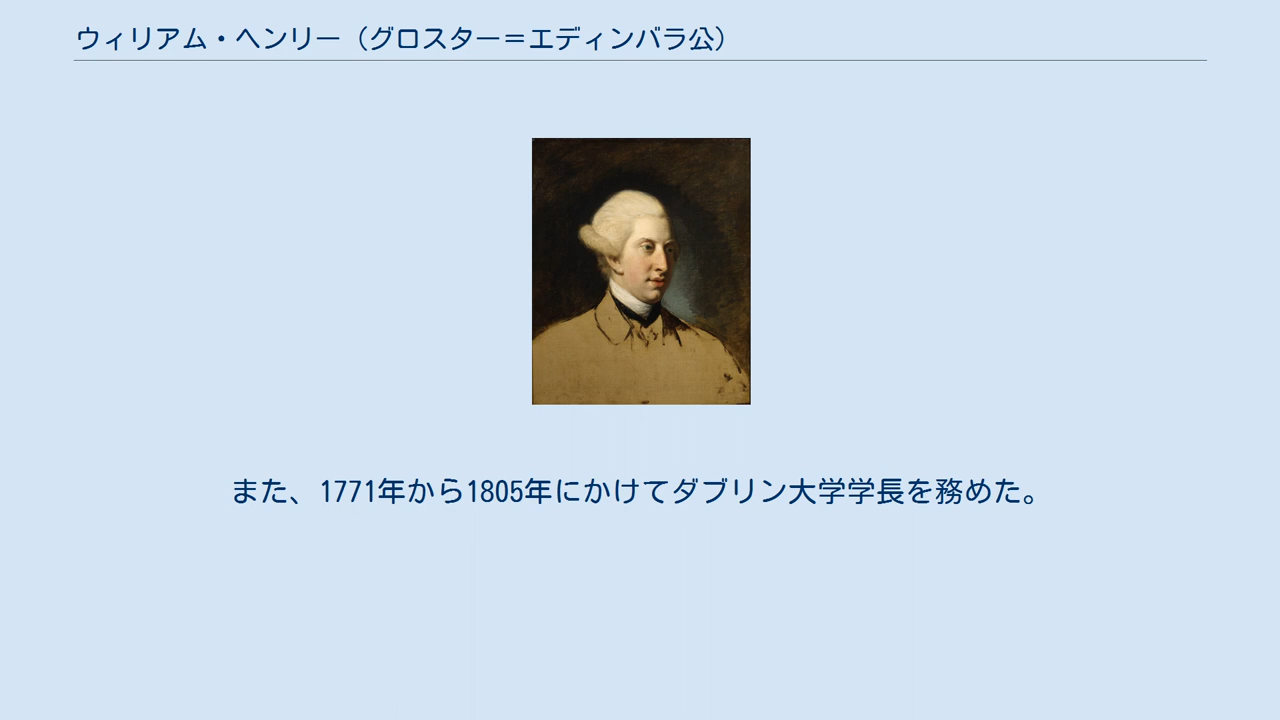 ウィリアム・ヘンリー（グロスター＝エディンバラ公）
また、1771年から1805年にかけてダブリン大学学長を務めた。